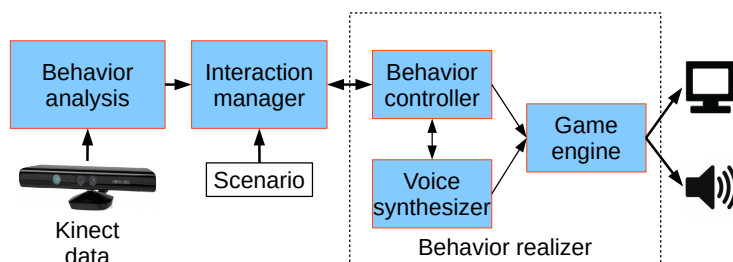 Behavior
analysis
Interaction
manager
Behavior
controller
Game
engine
Scenario
Voice
synthesizer
Kinect
data
Behavior realizer